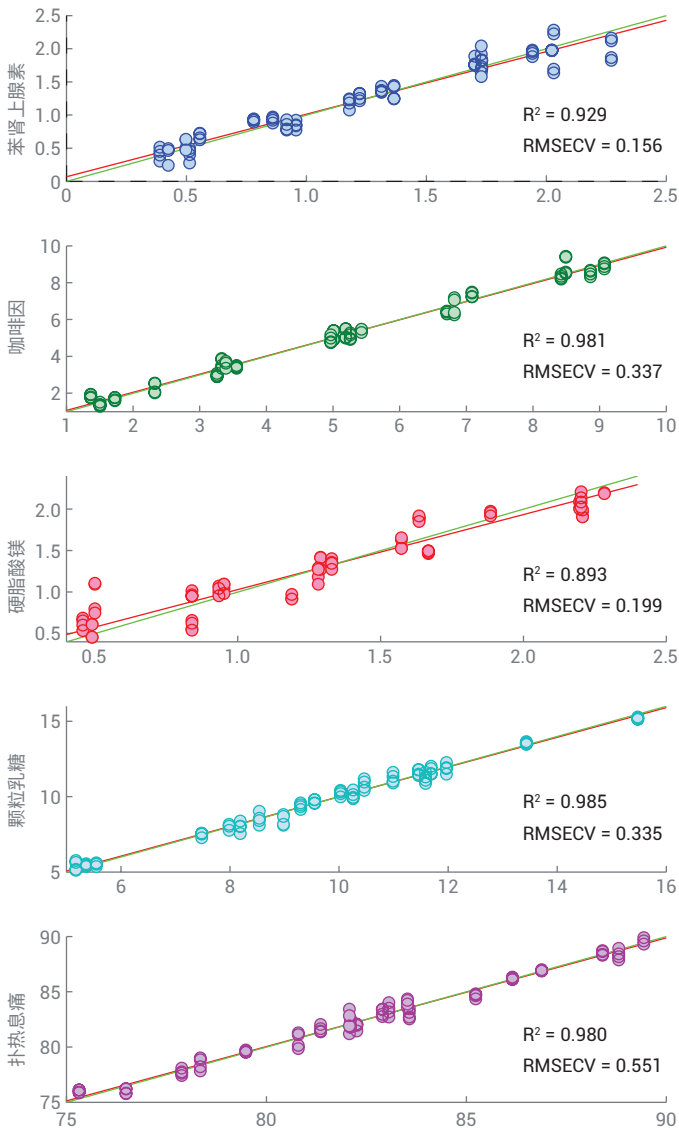 苯肾上腺素
2.5
2.0
1.5
1.0
0.5
0
0 0.5 1.0 1.5 2.0 2.5
R² = 0.929
RMSECV = 0.156
咖啡因
10
8
6
4
2
1 2 3 4 5 6 7 8 9 10
R² = 0.981
RMSECV = 0.337
硬脂酸镁
2.0
1.5
1.0
0.5
0.5 1.0 1.5 2.0 2.5
R² = 0.893
RMSECV = 0.199
颗粒乳糖
15
10
5
6 8 10 12 14 16
R² = 0.985
RMSECV = 0.335
扑热息痛
90
85
80
75
75 80 85 90
R² = 0.980
RMSECV = 0.551